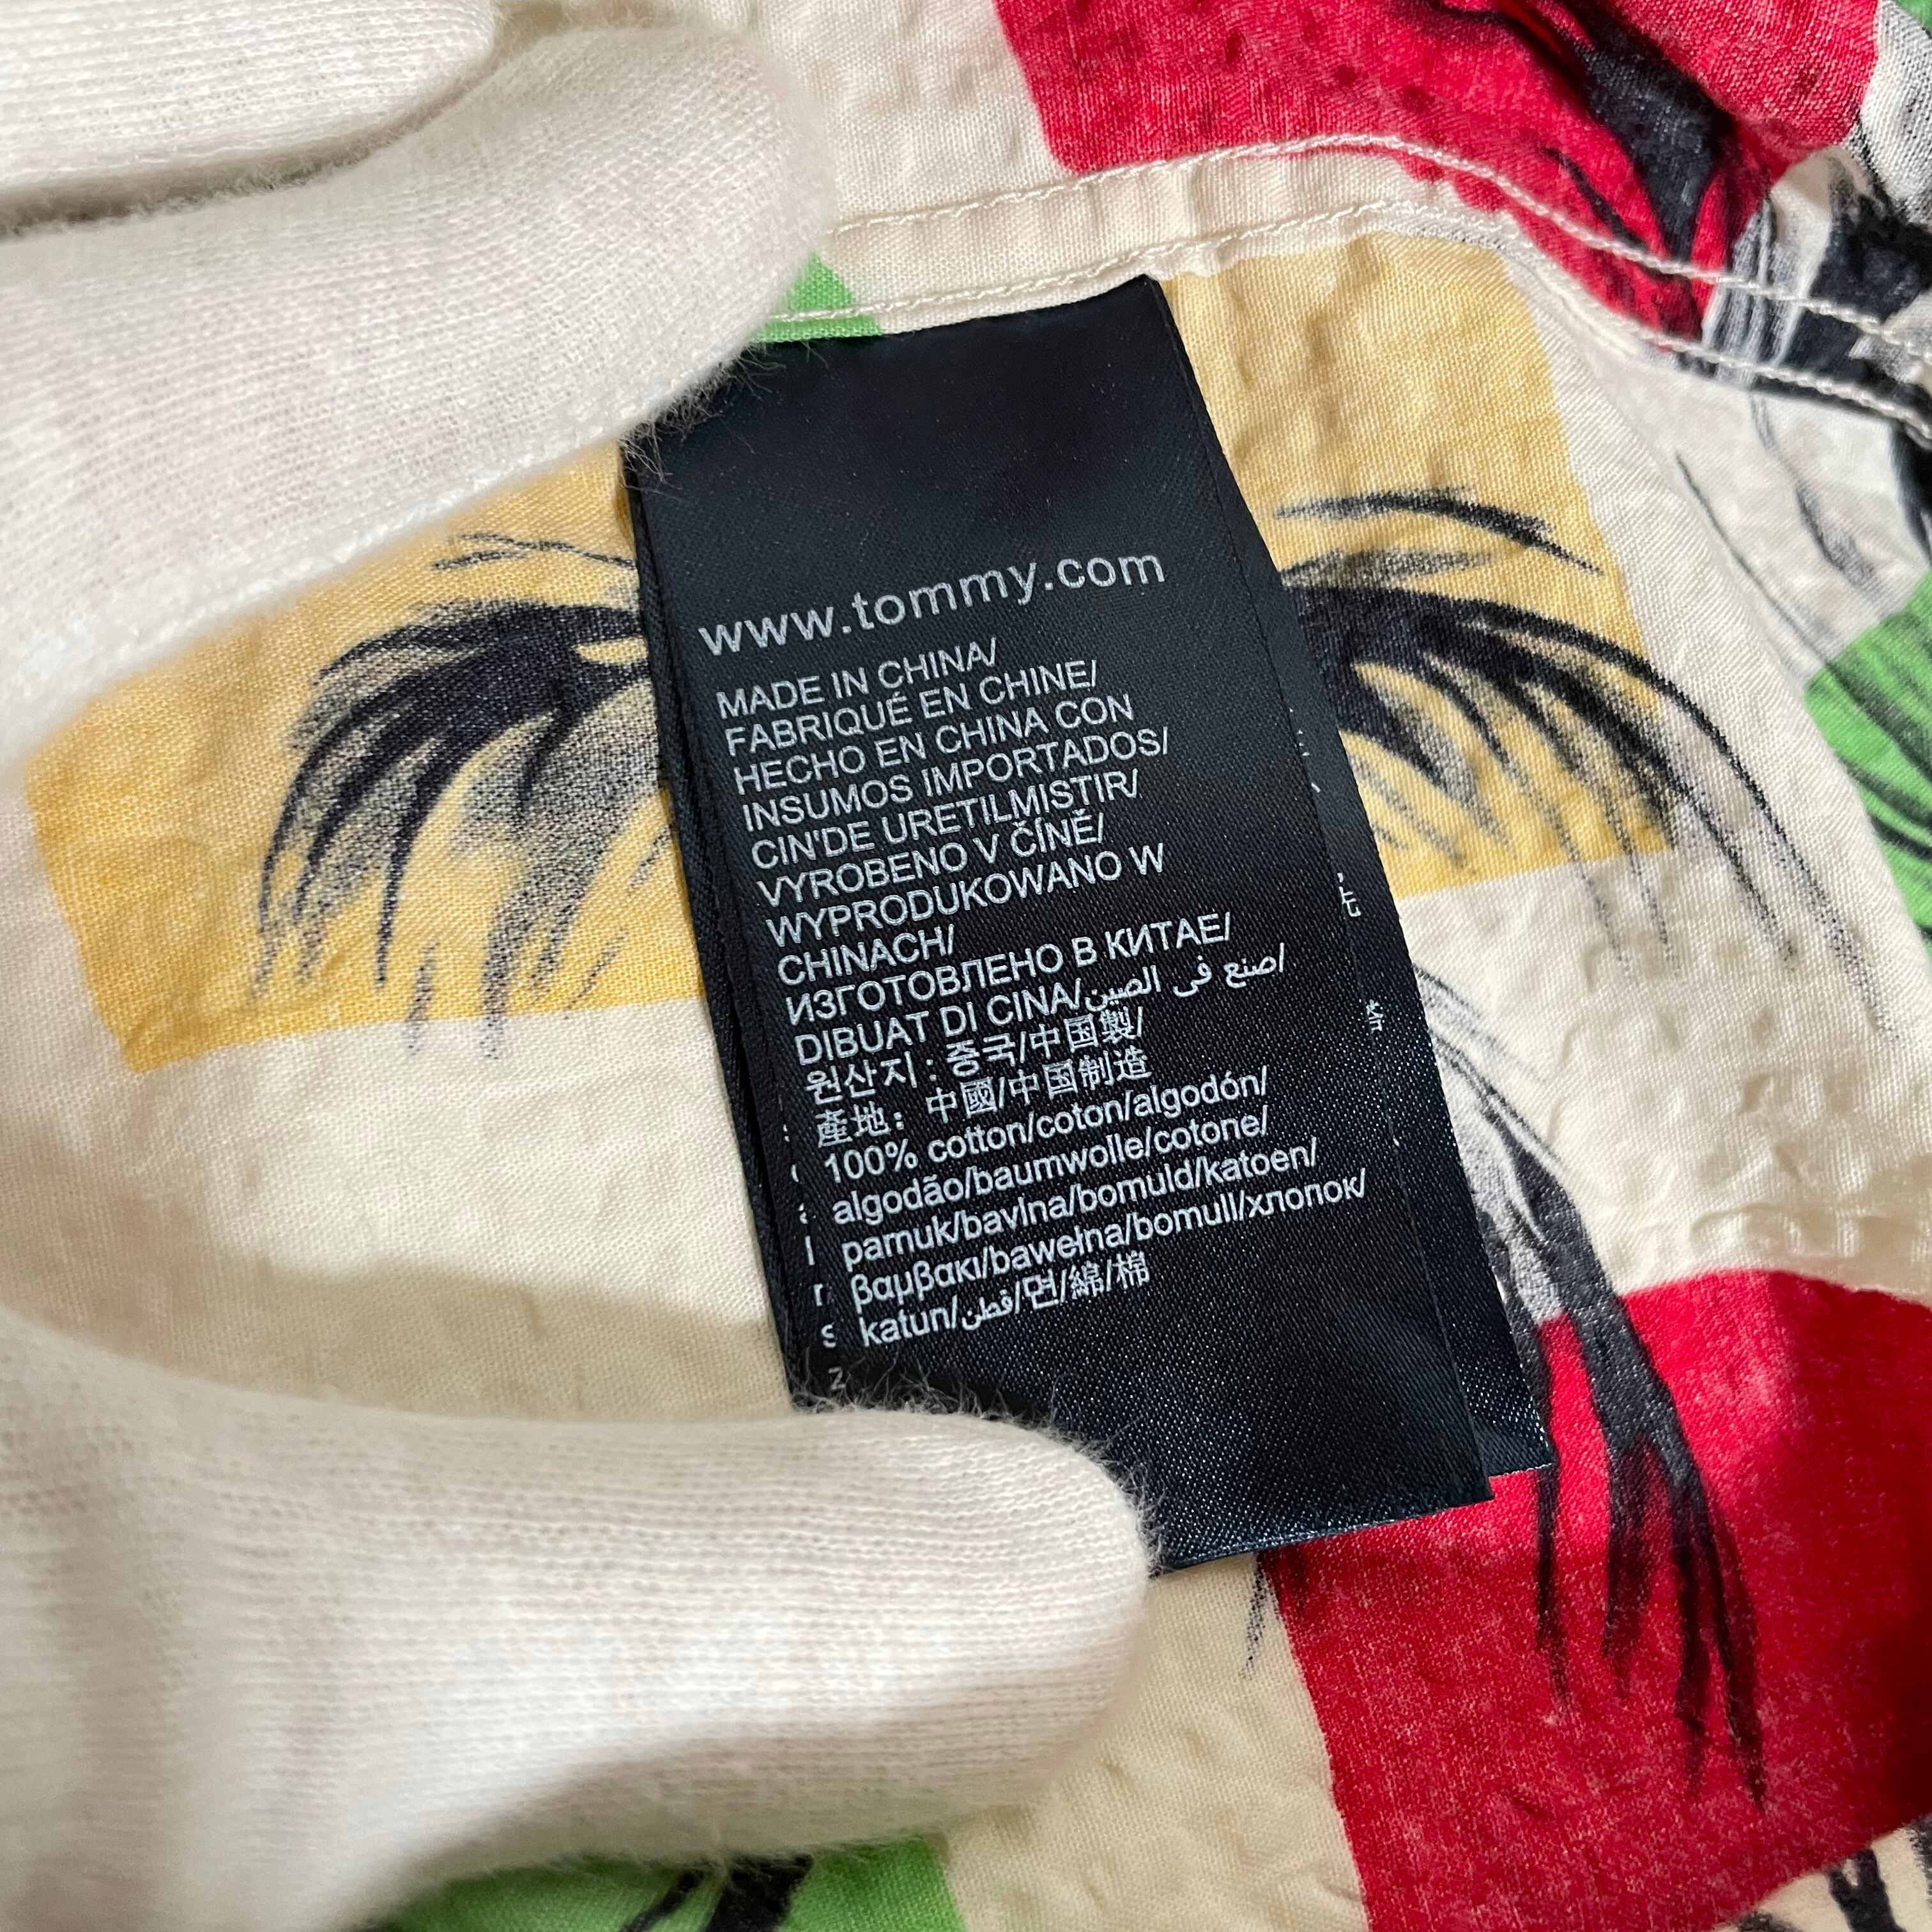 www.tommy.com
MADE IN CHINA/
FABRIQUÉ EN CHINE/
HECHO EN CHINA CON
INSUMOS IMPORTADOS/
CIN'DE URETILMISTIR/
VYROBENO V ČÍNÉ/
WYPRODUKOWANO W
CHINACH/
ИЗГОТОВЛЕНО В КИТАЕ/
DIBUAT DI CINA/صنع في الصين/
원산지 : 중국/中国製/
產地: 中國/中国制造
100% cotton/coton/algodón/
algodão/baumwolle/cotone/
pamuk/bavlna/bomuld/katoen/
βαμβακι/bawełna/bomull/хлопок/
katun/قطن/면/綿/棉